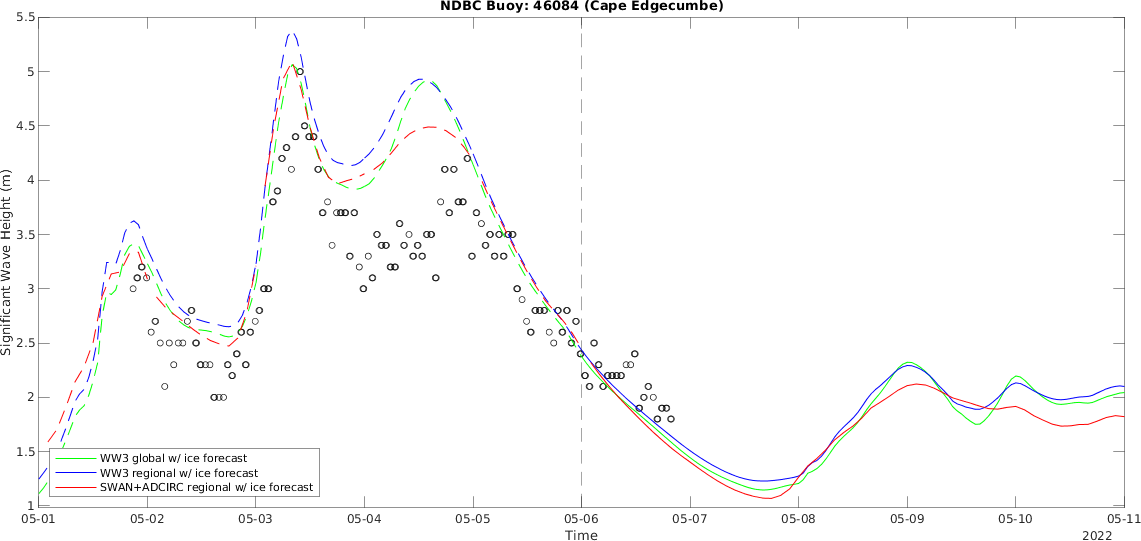 NDBC Buoy: 46084 (Cape Edgecumbe)
5.5
5
4.5
4
3.5
3
2.5
2
1.5
1
Significant Wave Height (m)
WW3 global w/ ice forecast
WW3 regional w/ ice forecast
SWAN+ADCIRC regional w/ ice forecast
05-01 05-02 05-03 05-04 05-05 05-06 05-07 05-08 05-09 05-10 05-11
Time
2022